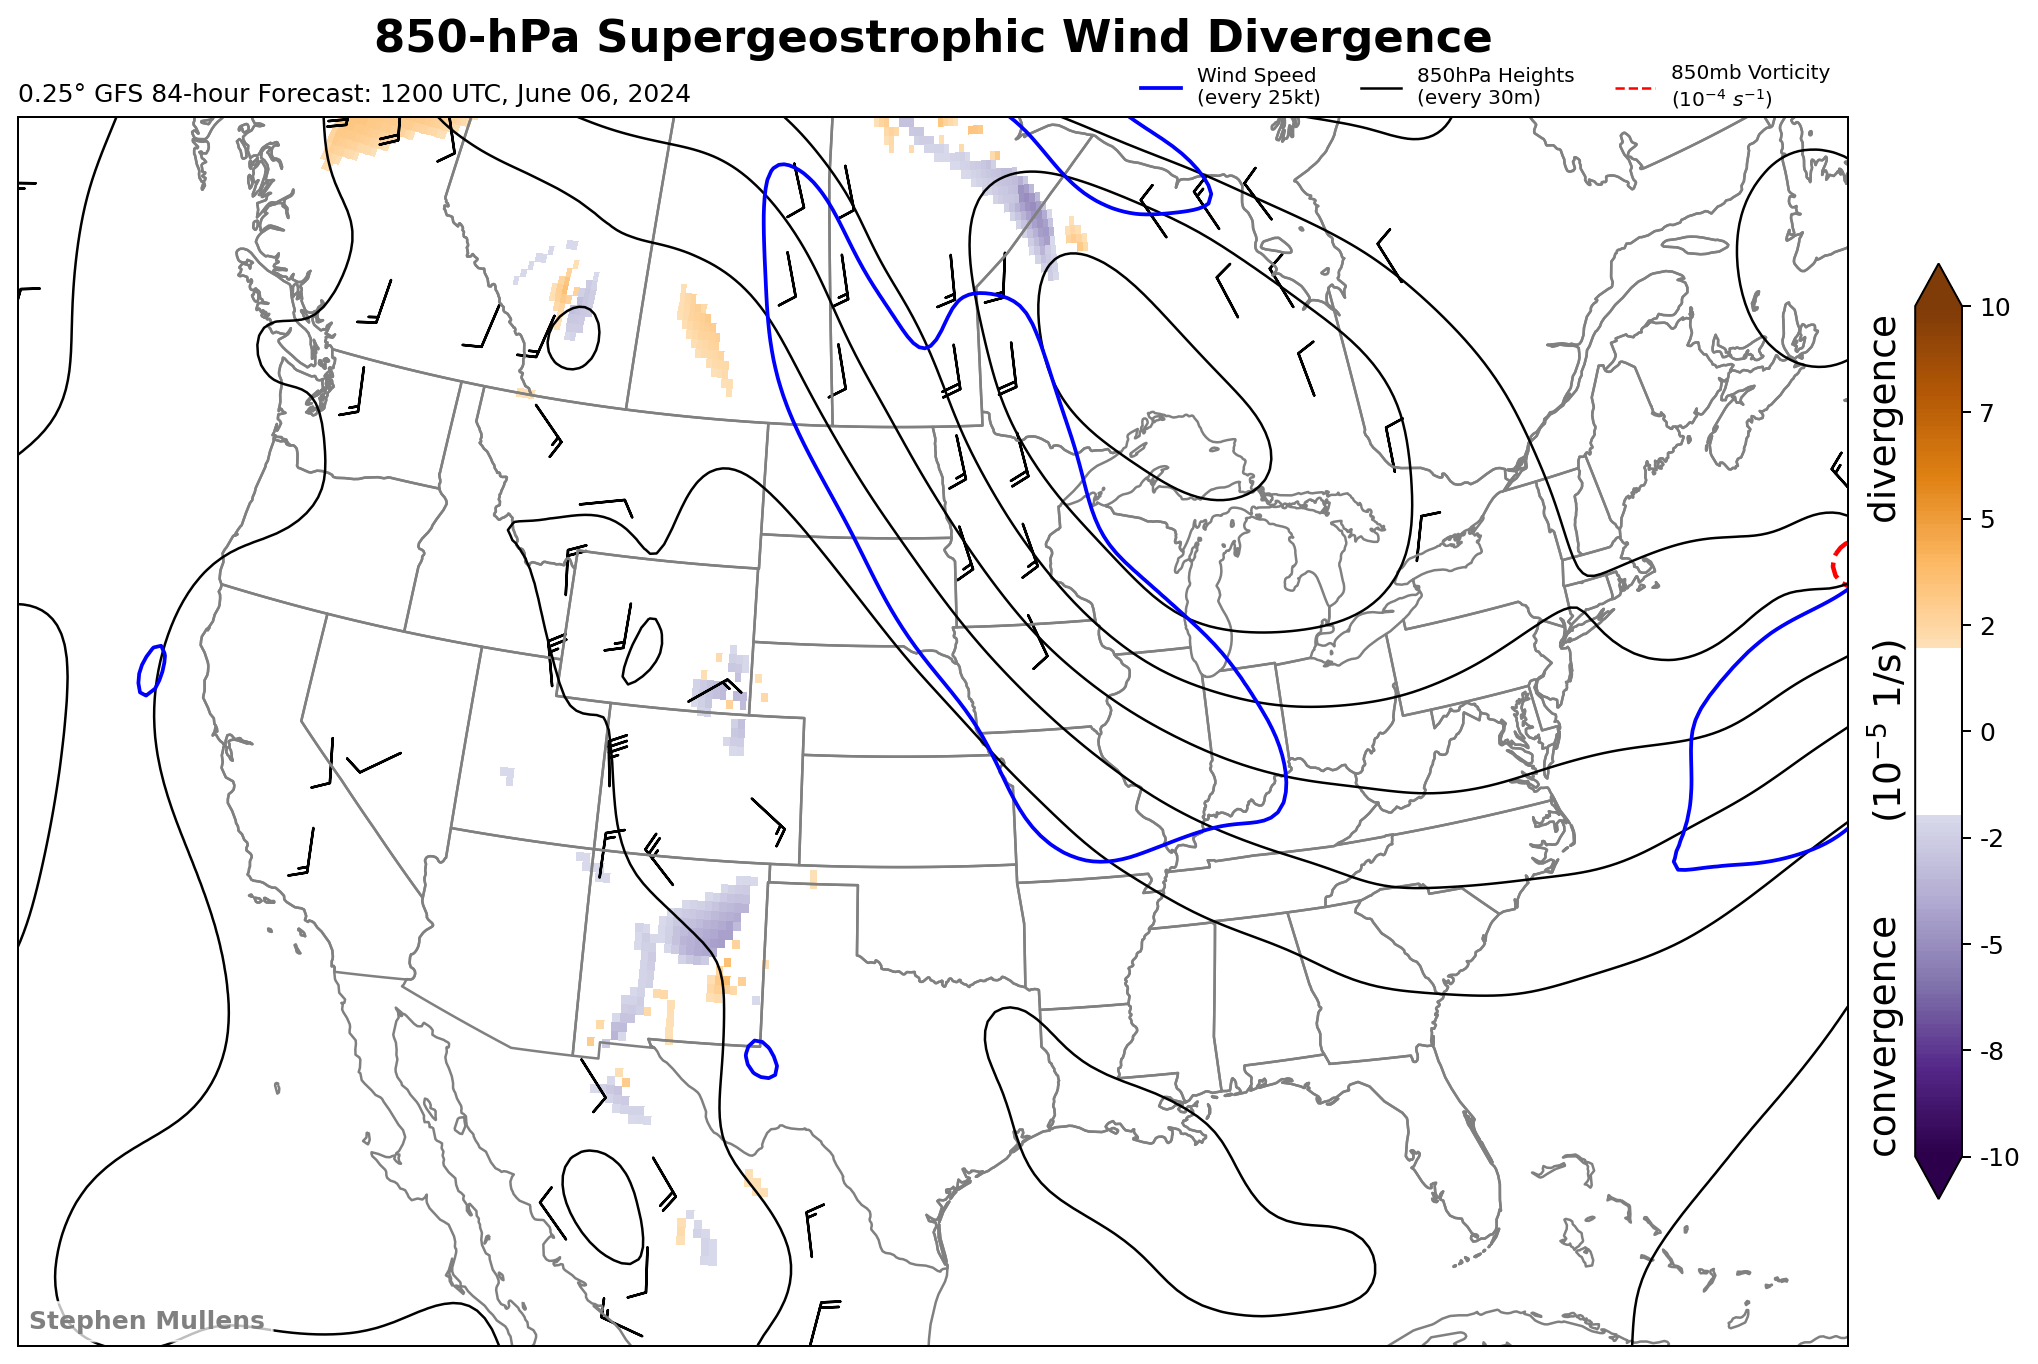 850-hPa Supergeostrophic Wind Divergence
0.25° GFS 84-hour Forecast: 1200 UTC, June 06, 2024
Wind Speed
(every 25kt)
850hPa Heights
(every 30m)
850mb Vorticity
(10⁻⁴ s⁻¹)
10
7
5
2
0
-2
-5
-8
-10
convergence (10⁻⁵ 1/s) divergence
Stephen Mullens